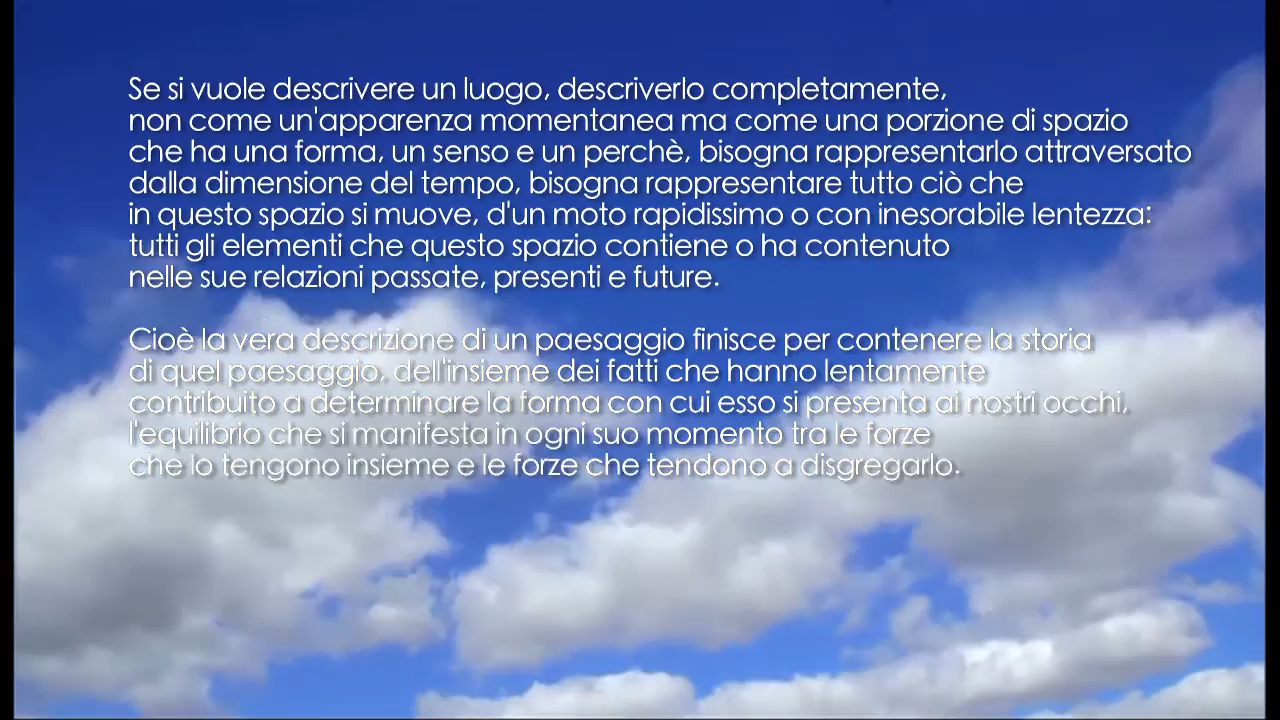 Se si vuole descrivere un luogo, descriverlo completamente,
non come un'apparenza momentanea ma come una porzione di spazio
che ha una forma, un senso e un perchè, bisogna rappresentarlo attraversato
dalla dimensione del tempo, bisogna rappresentare tutto ciò che
in questo spazio si muove, d'un moto rapidissimo o con inesorabile lentezza:
tutti gli elementi che questo spazio contiene o ha contenuto
nelle sue relazioni passate, presenti e future.
Cioè la vera descrizione di un paesaggio finisce per contenere la storia
di quel paesaggio, dell'insieme dei fatti che hanno lentamente
contribuito a determinare la forma con cui esso si presenta ai nostri occhi,
l'equilibrio che si manifesta in ogni suo momento tra le forze
che lo tengono insieme e le forze che tendono a disgregarlo.